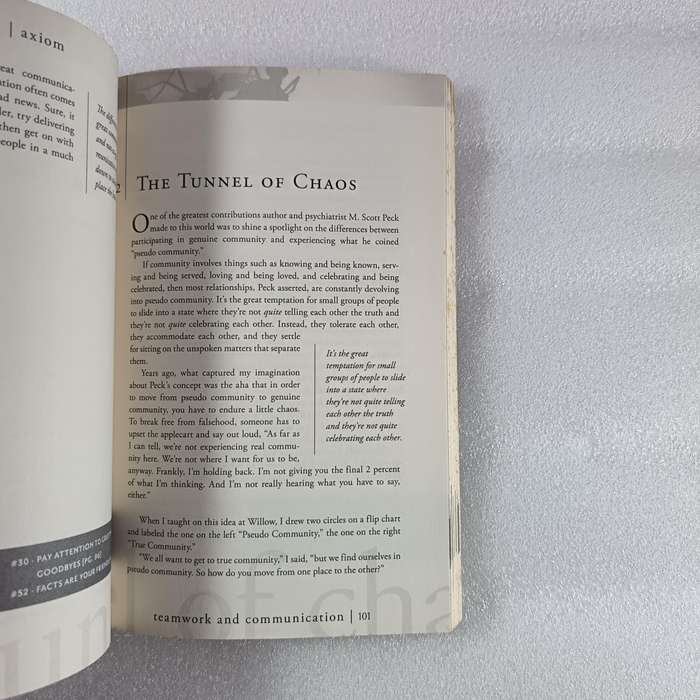 | axiom
eat communica-
ation often comes
ad news. Sure, it
der, try delivering
then get on with
people in a much
#30 - PAY ATTENTION TO
GOODBYES (PG. 86)
#52 - FACTS ARE YOUR
2
THE TUNNEL OF CHAOS
One of the greatest contributions author and psychiatrist M. Scott Peck
made to this world was to shine a spotlight on the differences between
participating in genuine community and experiencing what he coined
"pseudo community."
If community involves things such as knowing and being known, serv-
ing and being served, loving and being loved, and celebrating and being
celebrated, then most relationships, Peck asserted, are constantly devolving
into pseudo community. It's the great temptation for small groups of people
to slide into a state where they're not quite telling each other the truth and
they're not quite celebrating each other. Instead, they tolerate each other,
they accommodate each other, and they settle
for sitting on the unspoken matters that separate
them.
Years ago, what captured my imagination
about Peck's concept was the aha that in order
to move from pseudo community to genuine
community, you have to endure a little chaos.
To break free from falsehood, someone has to
upset the applecart and say out loud, "As far as
I can tell, we're not experiencing real commu-
nity here. We're not where I want for us to be,
anyway. Frankly, I'm holding back. I'm not giving you the final 2 percent
of what I'm thinking. And I'm not really hearing what you have to say,
either."
It's the great
temptation for small
groups of people to slide
into a state where
they're not quite telling
each other the truth
and they're not quite
celebrating each other.
When I taught on this idea at Willow, I drew two circles on a flip chart
and labeled the one on the left "Pseudo Community," the one on the right
"True Community."
"We all want to get to true community," I said, "but we find ourselves in
pseudo community. So how do you move from one place to the other?"
teamwork and communication | 101